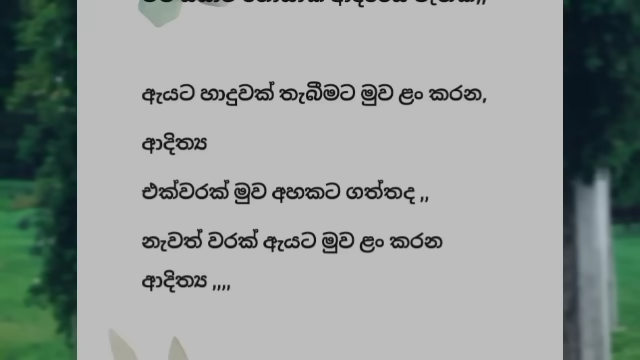 ඇයට හාදුවක් තැබීමට මුව ළං කරන,
ආදිත්‍ය
එක්වරක් මුව අහකට ගත්තද ,,
නැවත් වරක් ඇයට මුව ළං කරන
ආදිත්‍ය ,,,,